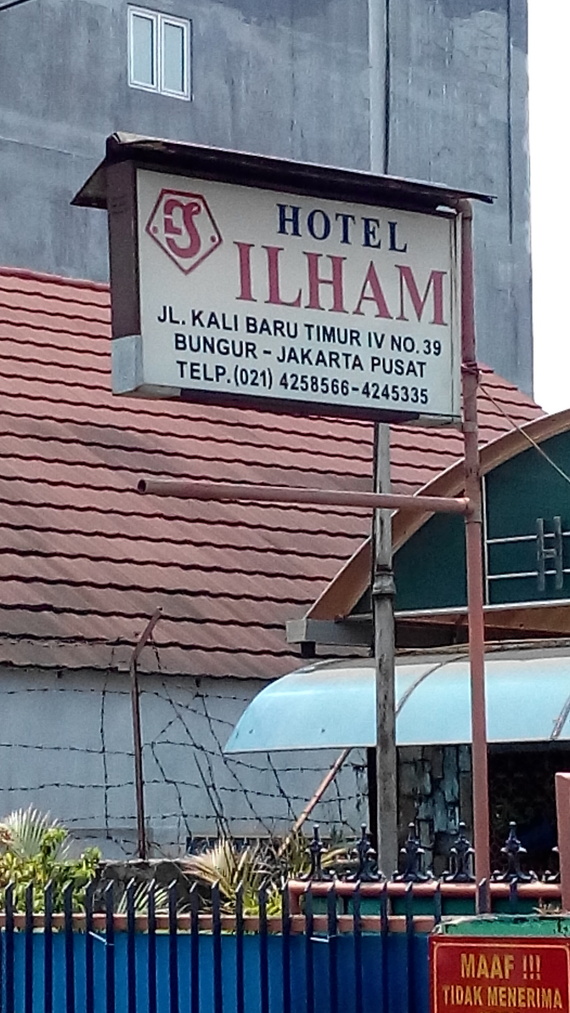 HOTEL
ILHAM
JL. KALI BARU TIMUR IV NO. 39
BUNGUR - JAKARTA PUSAT
TELP. (021) 4258566-4245335
H
MAAF !!!
TIDAK MENERIMA